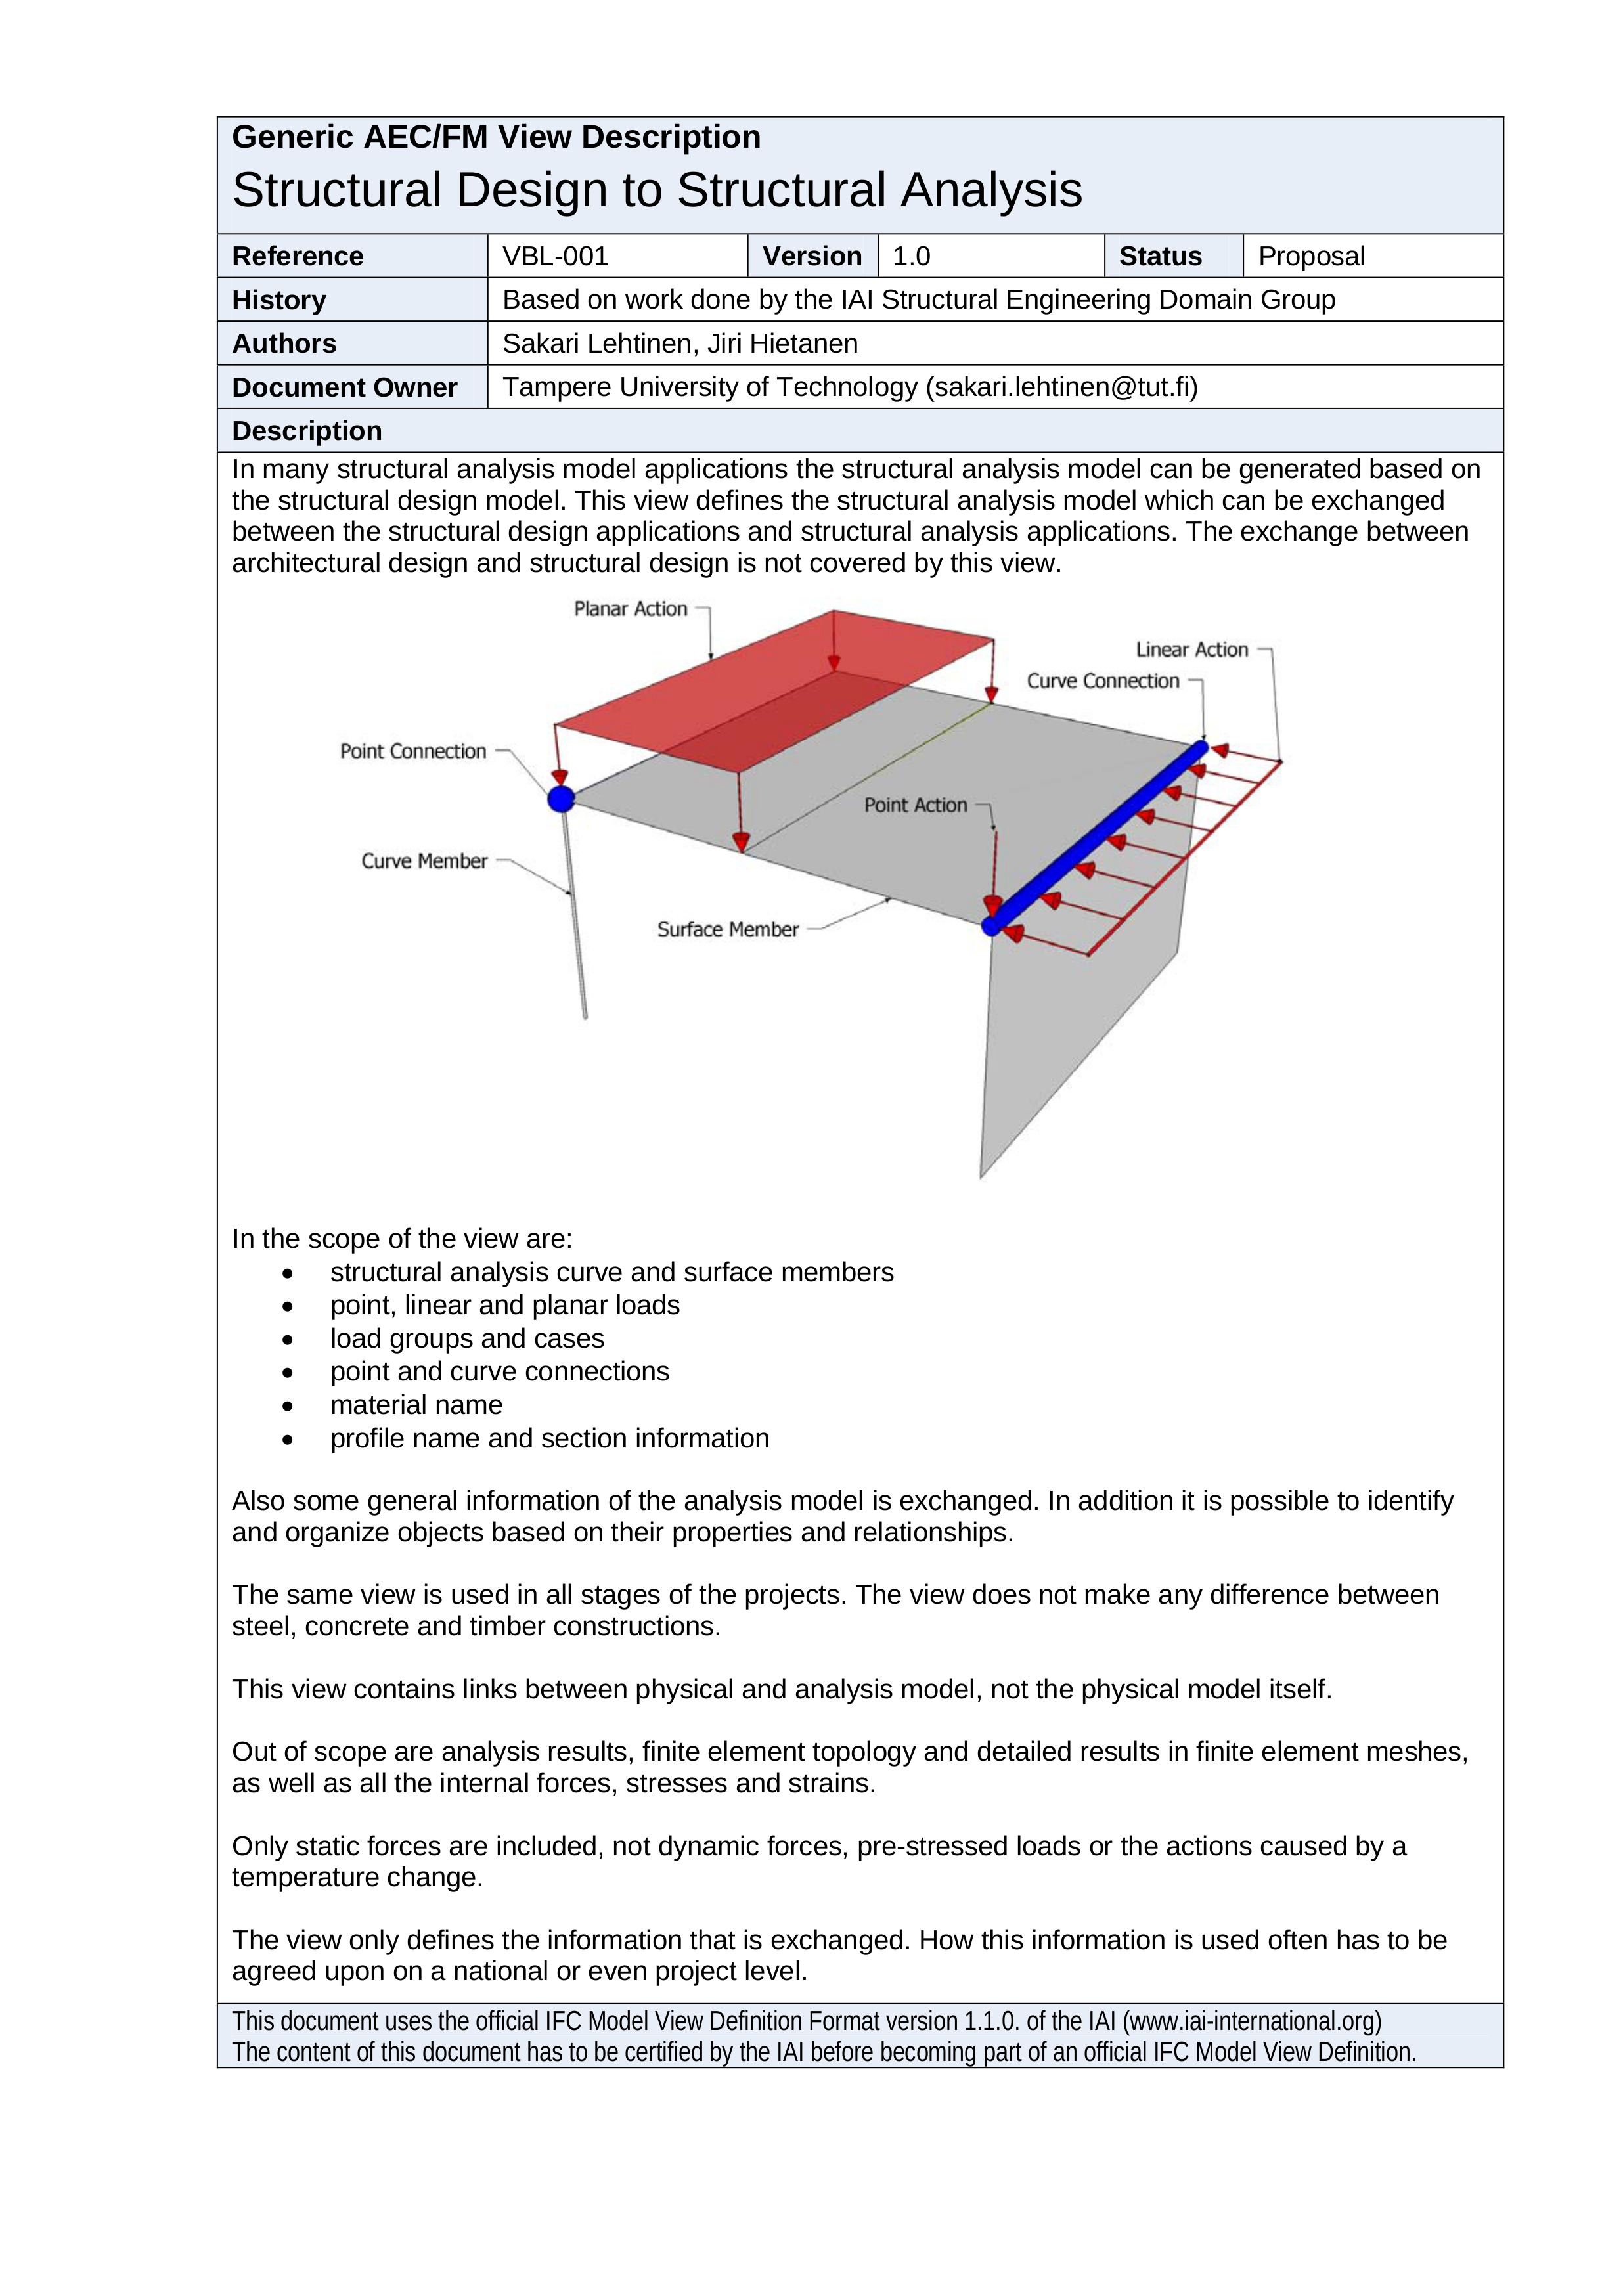 Generic AEC/FM View Description
Structural Design to Structural Analysis
Reference VBL-001 Version 1.0 Status Proposal
History Based on work done by the IAI Structural Engineering Domain Group
Authors Sakari Lehtinen, Jiri Hietanen
Document Owner Tampere University of Technology (sakari.lehtinen@tut.fi)
Description
In many structural analysis model applications the structural analysis model can be generated based on
the structural design model. This view defines the structural analysis model which can be exchanged
between the structural design applications and structural analysis applications. The exchange between
architectural design and structural design is not covered by this view.
Planar Action
Linear Action
Curve Connection
Point Connection
Point Action
Curve Member
Surface Member
In the scope of the view are:
• structural analysis curve and surface members
• point, linear and planar loads
• load groups and cases
• point and curve connections
• material name
• profile name and section information
Also some general information of the analysis model is exchanged. In addition it is possible to identify
and organize objects based on their properties and relationships.
The same view is used in all stages of the projects. The view does not make any difference between
steel, concrete and timber constructions.
This view contains links between physical and analysis model, not the physical model itself.
Out of scope are analysis results, finite element topology and detailed results in finite element meshes,
as well as all the internal forces, stresses and strains.
Only static forces are included, not dynamic forces, pre-stressed loads or the actions caused by a
temperature change.
The view only defines the information that is exchanged. How this information is used often has to be
agreed upon on a national or even project level.
This document uses the official IFC Model View Definition Format version 1.1.0. of the IAI (www.iai-international.org)
The content of this document has to be certified by the IAI before becoming part of an official IFC Model View Definition.